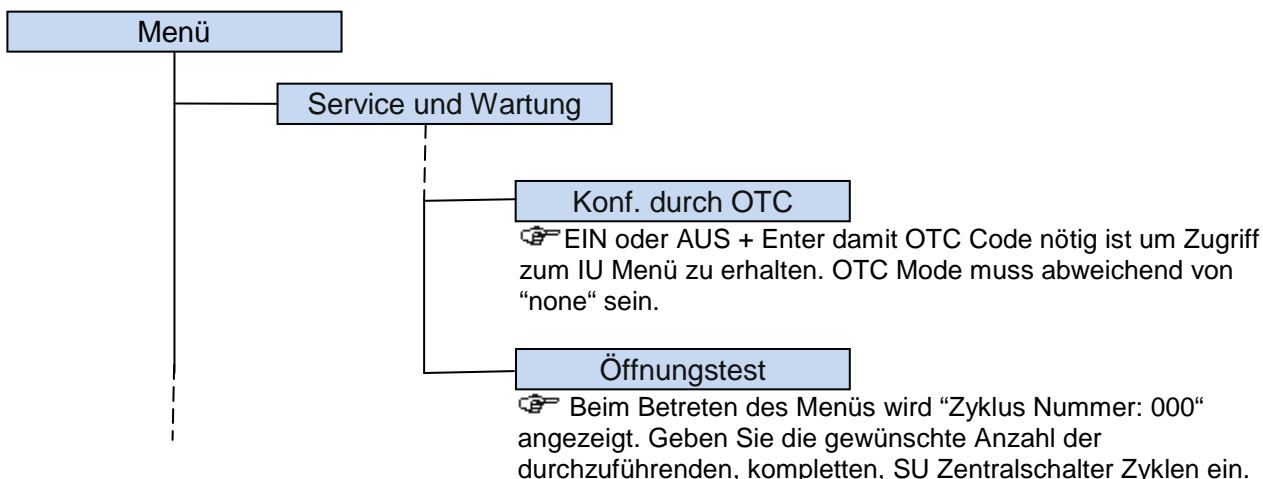 Menü
Service und Wartung
Konf. durch OTC
☞EIN oder AUS + Enter damit OTC Code nötig ist um Zugriff
zum IU Menü zu erhalten. OTC Mode muss abweichend von
“none“ sein.
Öffnungstest
☞ Beim Betreten des Menüs wird “Zyklus Nummer: 000“
angezeigt. Geben Sie die gewünschte Anzahl der
durchzuführenden, kompletten, SU Zentralschalter Zyklen ein.